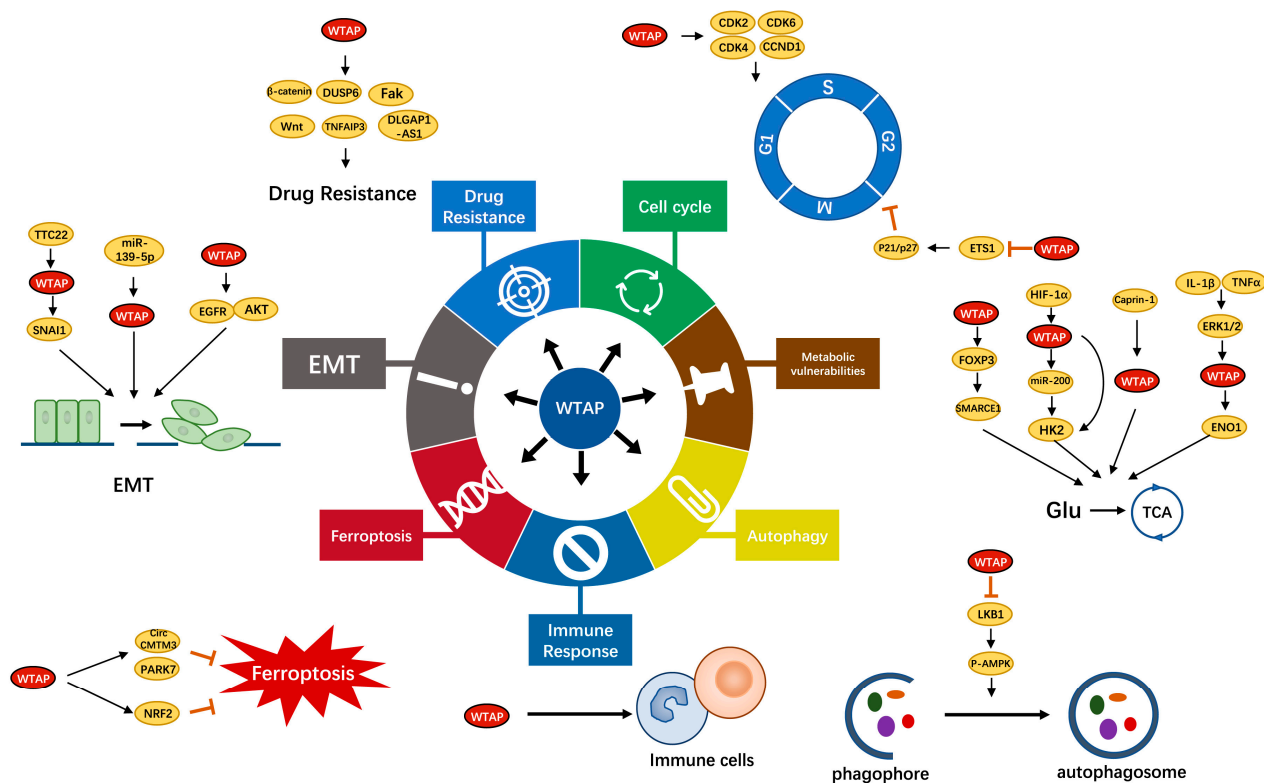 WTAP
β-catenin
DUSP6
Fak
Wnt
TNFAIP3
DLGAP1
-AS1
Drug Resistance
WTAP
CDK2
CDK6
CDK4
CCND1
S
G1
G2
M
P21/p27
ETS1
WTAP
Drug
Resistance
Cell cycle
EMT
Metabolic
vulnerabilities
WTAP
Ferroptosis
Autophagy
Immune
Response
TTC22
WTAP
SNAI1
miR-
139-5p
WTAP
WTAP
EGFR
AKT
EMT
WTAP
FOXP3
SMARCE1
HIF-1α
WTAP
miR-200
HK2
Caprin-1
WTAP
IL-1β
TNFα
ERK1/2
WTAP
ENO1
Glu
TCA
WTAP
Circ
CMTM3
PARK7
NRF2
Ferroptosis
WTAP
Immune cells
WTAP
LKB1
P-AMPK
phagophore
autophagosome